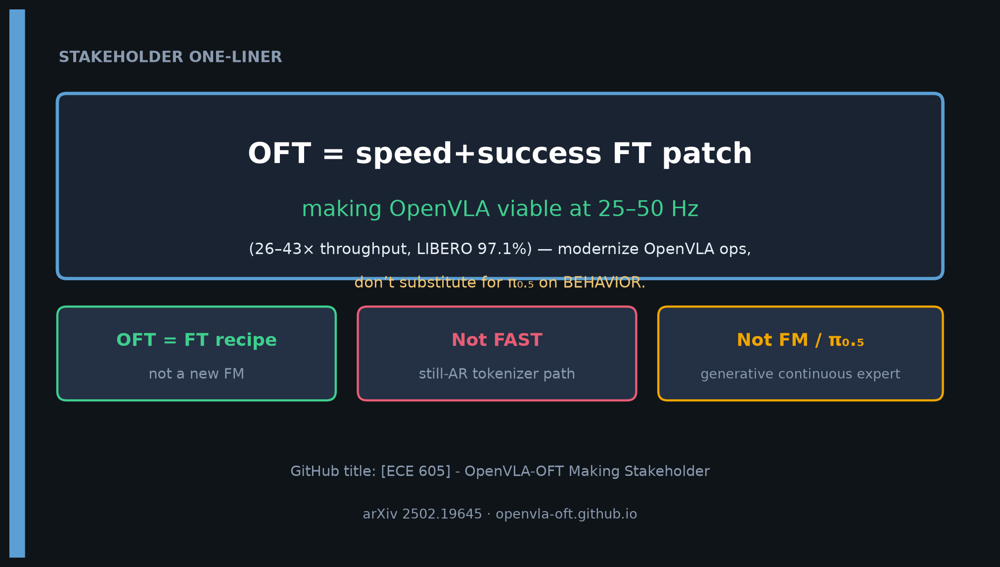 STAKEHOLDER ONE-LINER
OFT = speed+success FT patch
making OpenVLA viable at 25–50 Hz
(26–43× throughput, LIBERO 97.1%) — modernize OpenVLA ops,
don’t substitute for π₀.₅ on BEHAVIOR.
OFT = FT recipe
not a new FM
Not FAST
still-AR tokenizer path
Not FM / π₀.₅
generative continuous expert
GitHub title: [ECE 605] - OpenVLA-OFT Making Stakeholder
arXiv 2502.19645 · openvla-oft.github.io